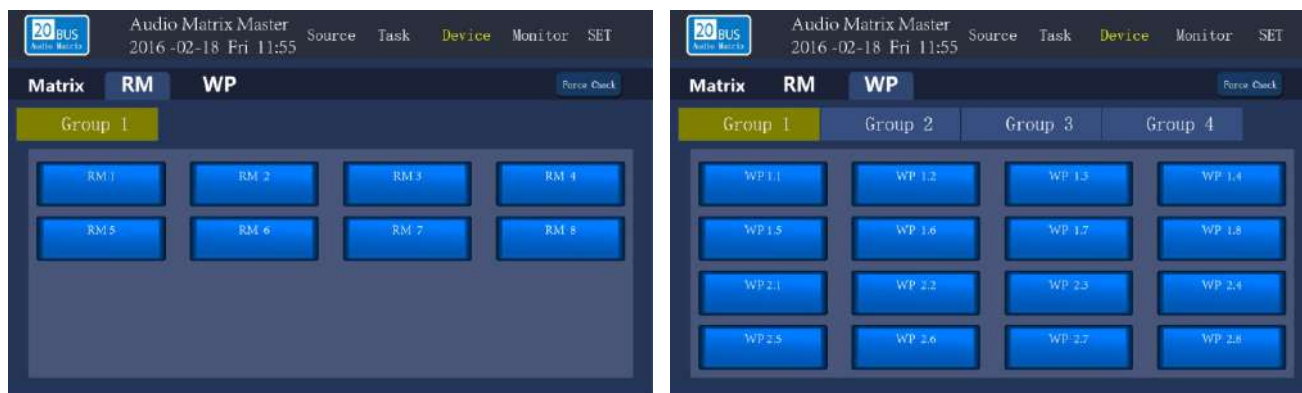 20 BUS
Audio Matrix
Audio Matrix Master
2016 -02-18 Fri 11:55
Source Task Device Monitor SET
Matrix RM WP Force Check
Group 1
RM 1 RM 2 RM 3 RM 4
RM 5 RM 6 RM 7 RM 8
20 BUS
Audio Matrix
Audio Matrix Master
2016 -02-18 Fri 11:55
Source Task Device Monitor SET
Matrix RM WP Force Check
Group 1 Group 2 Group 3 Group 4
WP 1.1 WP 1.2 WP 1.3 WP 1.4
WP 1.5 WP 1.6 WP 1.7 WP 1.8
WP 2.1 WP 2.2 WP 2.3 WP 2.4
WP 2.5 WP 2.6 WP 2.7 WP 2.8